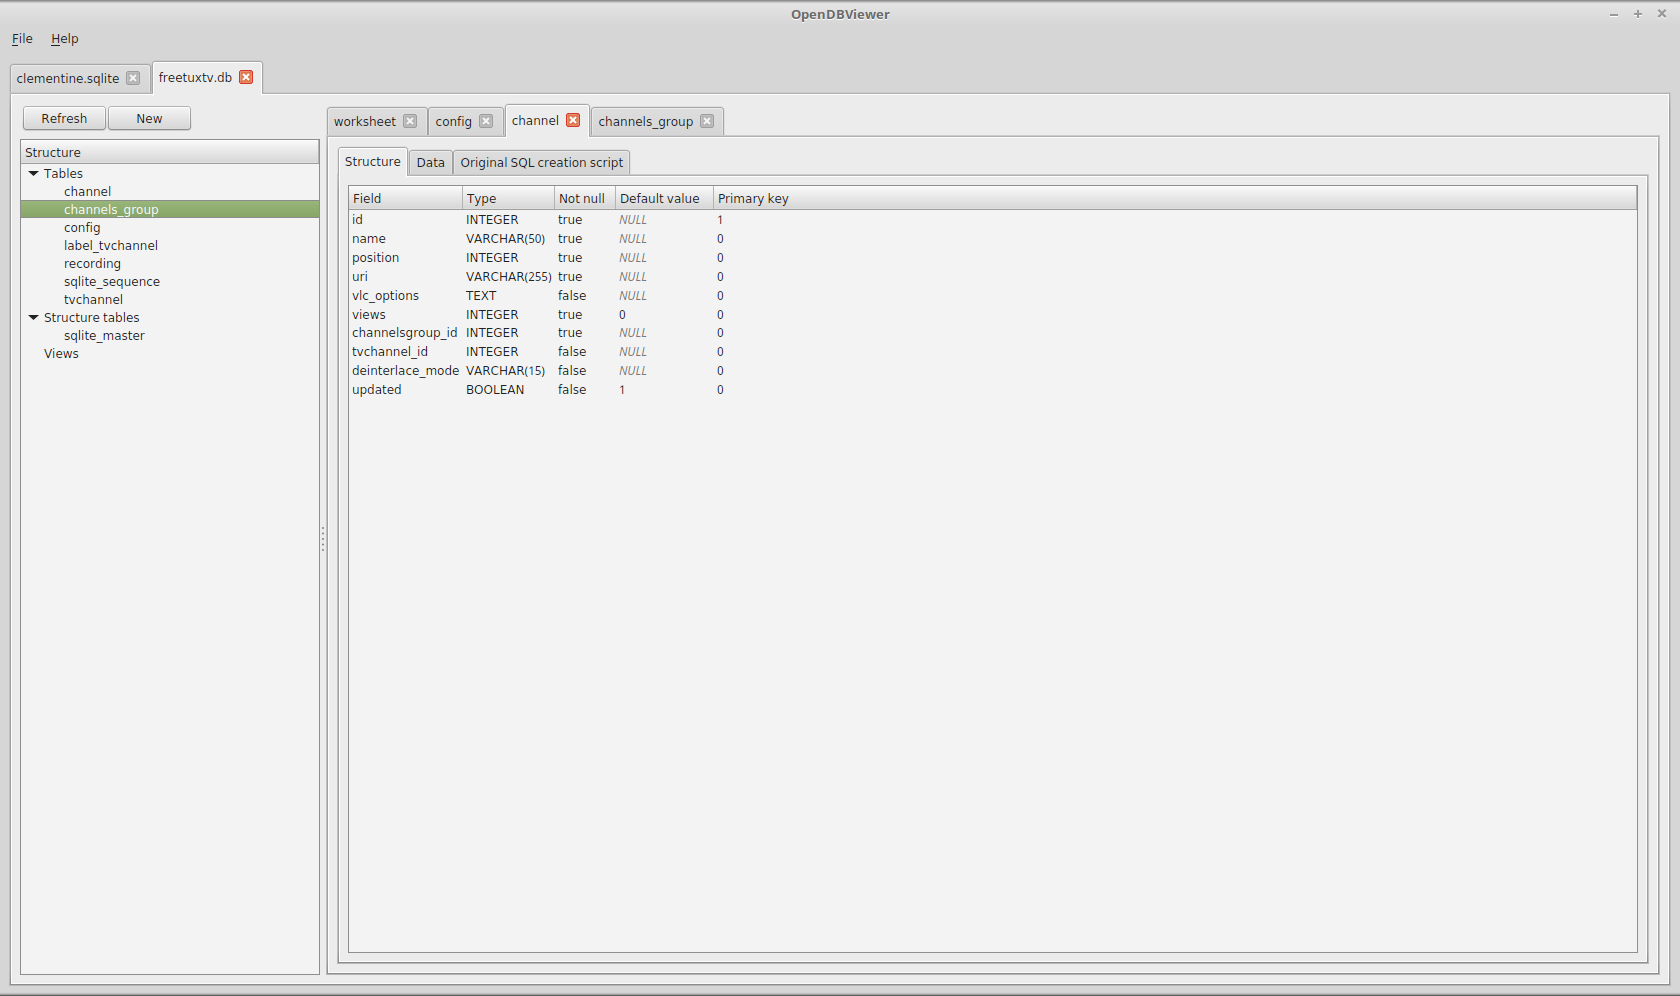 OpenDBViewer
File Help
clementine.sqlite freetuxtv.db
Refresh New
Structure
Tables
channel
channels_group
config
label_tvchannel
recording
sqlite_sequence
tvchannel
Structure tables
sqlite_master
Views
worksheet config channel channels_group
Structure Data Original SQL creation script
Field Type Not null Default value Primary key
id INTEGER true NULL 1
name VARCHAR(50) true NULL 0
position INTEGER true NULL 0
uri VARCHAR(255) true NULL 0
vlc_options TEXT false NULL 0
views INTEGER true 0 0
channelsgroup_id INTEGER true NULL 0
tvchannel_id INTEGER false NULL 0
deinterlace_mode VARCHAR(15) false NULL 0
updated BOOLEAN false 1 0